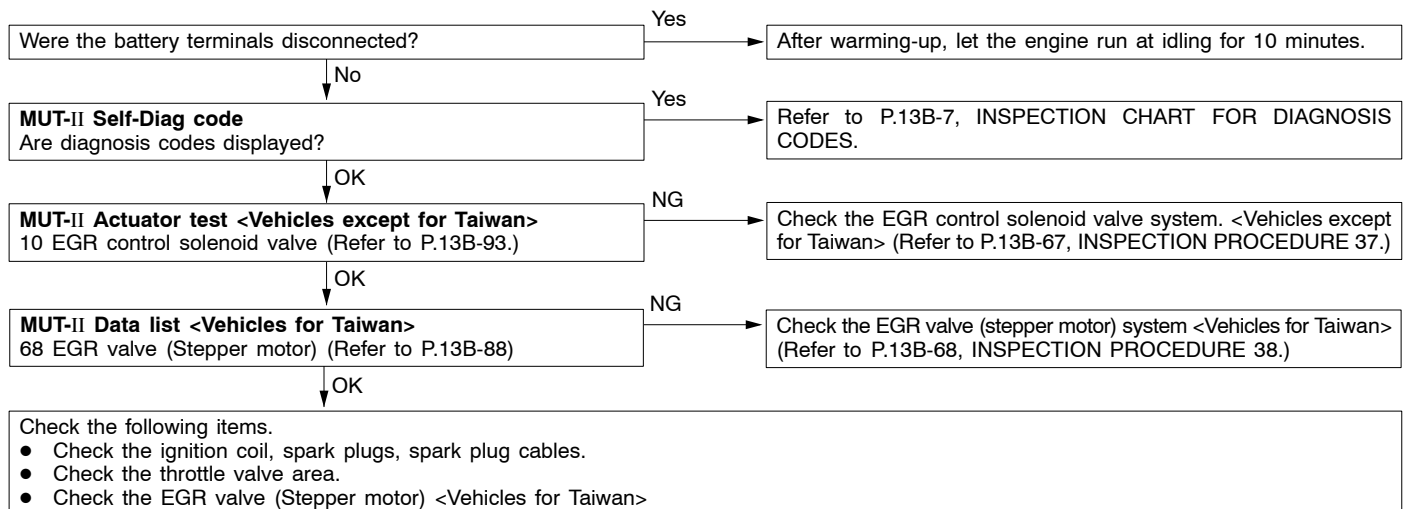 Were the battery terminals disconnected?
Yes
After warming-up, let the engine run at idling for 10 minutes.
No
MUT-II Self-Diag code
Are diagnosis codes displayed?
Yes
Refer to P.13B-7, INSPECTION CHART FOR DIAGNOSIS
CODES.
OK
MUT-II Actuator test <Vehicles except for Taiwan>
10 EGR control solenoid valve (Refer to P.13B-93.)
NG
Check the EGR control solenoid valve system. <Vehicles except
for Taiwan> (Refer to P.13B-67, INSPECTION PROCEDURE 37.)
OK
MUT-II Data list <Vehicles for Taiwan>
68 EGR valve (Stepper motor) (Refer to P.13B-88)
NG
Check the EGR valve (stepper motor) system <Vehicles for Taiwan>
(Refer to P.13B-68, INSPECTION PROCEDURE 38.)
OK
Check the following items.
● Check the ignition coil, spark plugs, spark plug cables.
● Check the throttle valve area.
● Check the EGR valve (Stepper motor) <Vehicles for Taiwan>